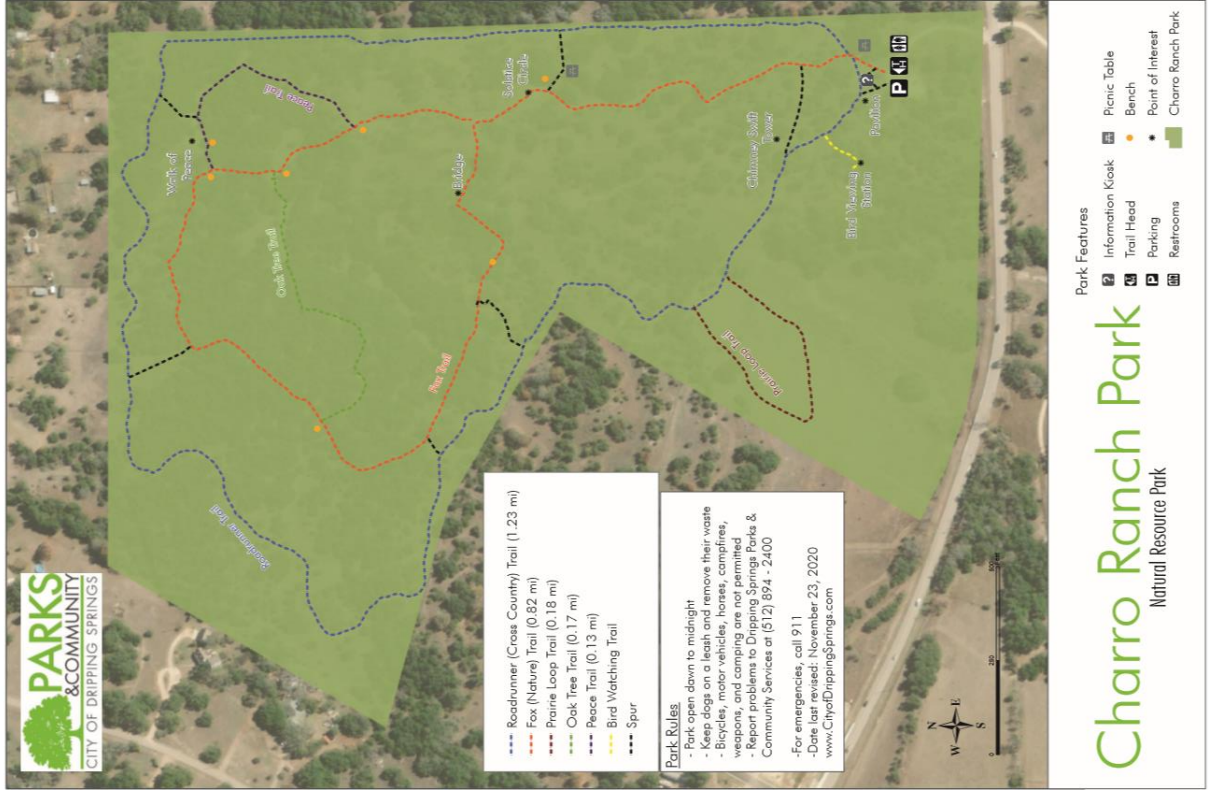 PARKS
&COMMUNITY
CITY OF DRIPPING SPRINGS
Walk of
Peace
Peace Trail
Oak Tree Trail
Roadrunner Trail
Fox Trail
Bridge
Solstice
Circle
Chimney Swift
Tower
Bird Viewing
Station
Pavilion
?
P
Prairie Loop Trail
Roadrunner (Cross Country) Trail (1.23 mi)
Fox (Nature) Trail (0.82 mi)
Prairie Loop Trail (0.18 mi)
Oak Tree Trail (0.17 mi)
Peace Trail (0.13 mi)
Bird Watching Trail
Spur
Park Rules
- Park open dawn to midnight
- Keep dogs on a leash and remove their waste
- Bicycles, motor vehicles, horses, campfires,
weapons, and camping are not permitted
- Report problems to Dripping Springs Parks &
Community Services at (512) 894 - 2400
-For emergencies, call 911
-Date last revised: November 23, 2020
www.CityofDrippingSprings.com
N
W E
S
0 280
Charro Ranch Park
Natural Resource Park
Park Features
? Information Kiosk
Trail Head
P Parking
Restrooms
Picnic Table
Bench
Point of Interest
Charro Ranch Park